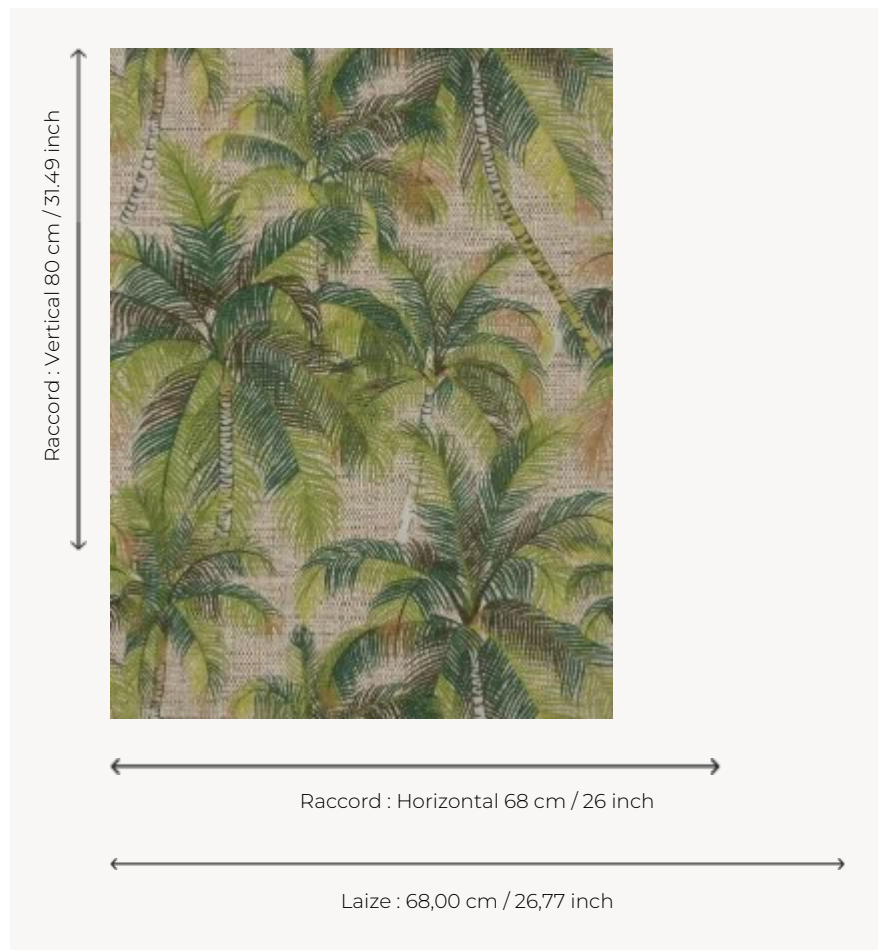 Raccord : Vertical 80 cm / 31.49 inch
Raccord : Horizontal 68 cm / 26 inch
Laize : 68,00 cm / 26,77 inch